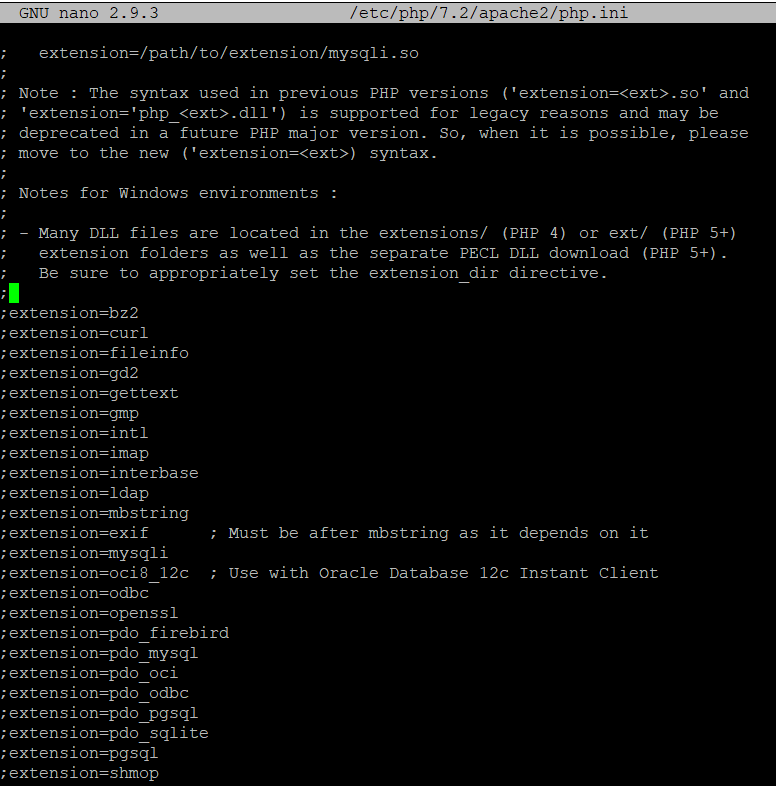 GNU nano 2.9.3 /etc/php/7.2/apache2/php.ini
;   extension=/path/to/extension/mysqli.so
;
; Note : The syntax used in previous PHP versions ('extension=<ext>.so' and
; 'extension='php_<ext>.dll') is supported for legacy reasons and may be
; deprecated in a future PHP major version. So, when it is possible, please
; move to the new ('extension=<ext>) syntax.
;
; Notes for Windows environments :
;
; - Many DLL files are located in the extensions/ (PHP 4) or ext/ (PHP 5+)
;   extension folders as well as the separate PECL DLL download (PHP 5+).
;   Be sure to appropriately set the extension_dir directive.
;
;extension=bz2
;extension=curl
;extension=fileinfo
;extension=gd2
;extension=gettext
;extension=gmp
;extension=intl
;extension=imap
;extension=interbase
;extension=ldap
;extension=mbstring
;extension=exif      ; Must be after mbstring as it depends on it
;extension=mysqli
;extension=oci8_12c  ; Use with Oracle Database 12c Instant Client
;extension=odbc
;extension=openssl
;extension=pdo_firebird
;extension=pdo_mysql
;extension=pdo_oci
;extension=pdo_odbc
;extension=pdo_pgsql
;extension=pdo_sqlite
;extension=pgsql
;extension=shmop